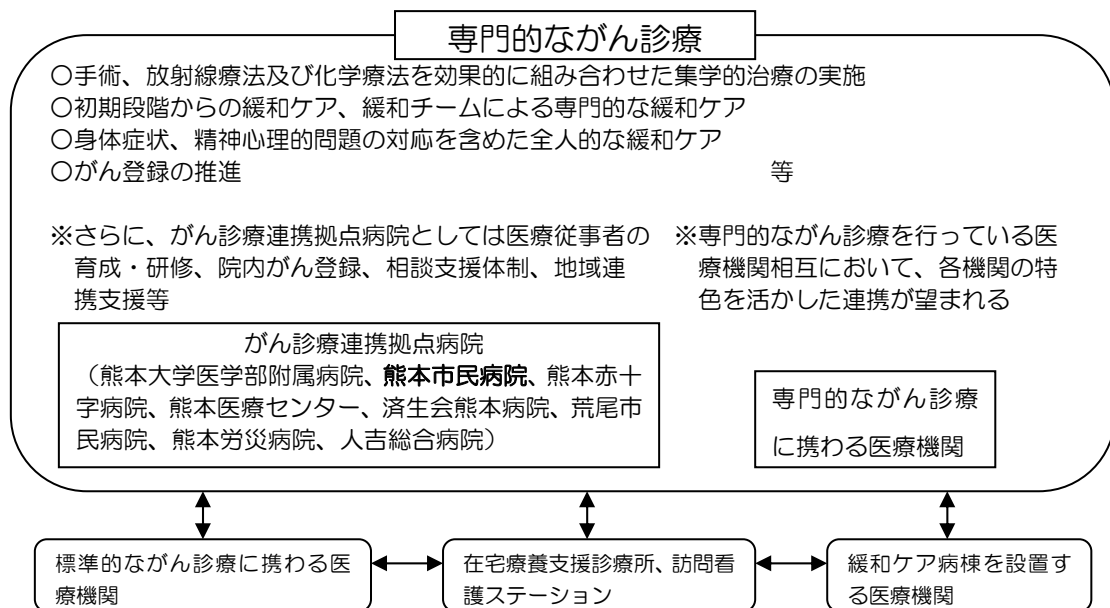 専門的ながん診療
○手術、放射線療法及び化学療法を効果的に組み合わせた集学的治療の実施
○初期段階からの緩和ケア、緩和チームによる専門的な緩和ケア
○身体症状、精神心理的問題の対応を含めた全人的な緩和ケア
○がん登録の推進 等
※さらに、がん診療連携拠点病院としては医療従事者の
育成・研修、院内がん登録、相談支援体制、地域連
携支援等
※専門的ながん診療を行っている医
療機関相互において、各機関の特
色を活かした連携が望まれる
がん診療連携拠点病院
（熊本大学医学部附属病院、熊本市民病院、熊本赤十
字病院、熊本医療センター、済生会熊本病院、荒尾市
民病院、熊本労災病院、人吉総合病院）
専門的ながん診療
に携わる医療機関
標準的ながん診療に携わる医
療機関
在宅療養支援診療所、訪問看
護ステーション
緩和ケア病棟を設置す
る医療機関